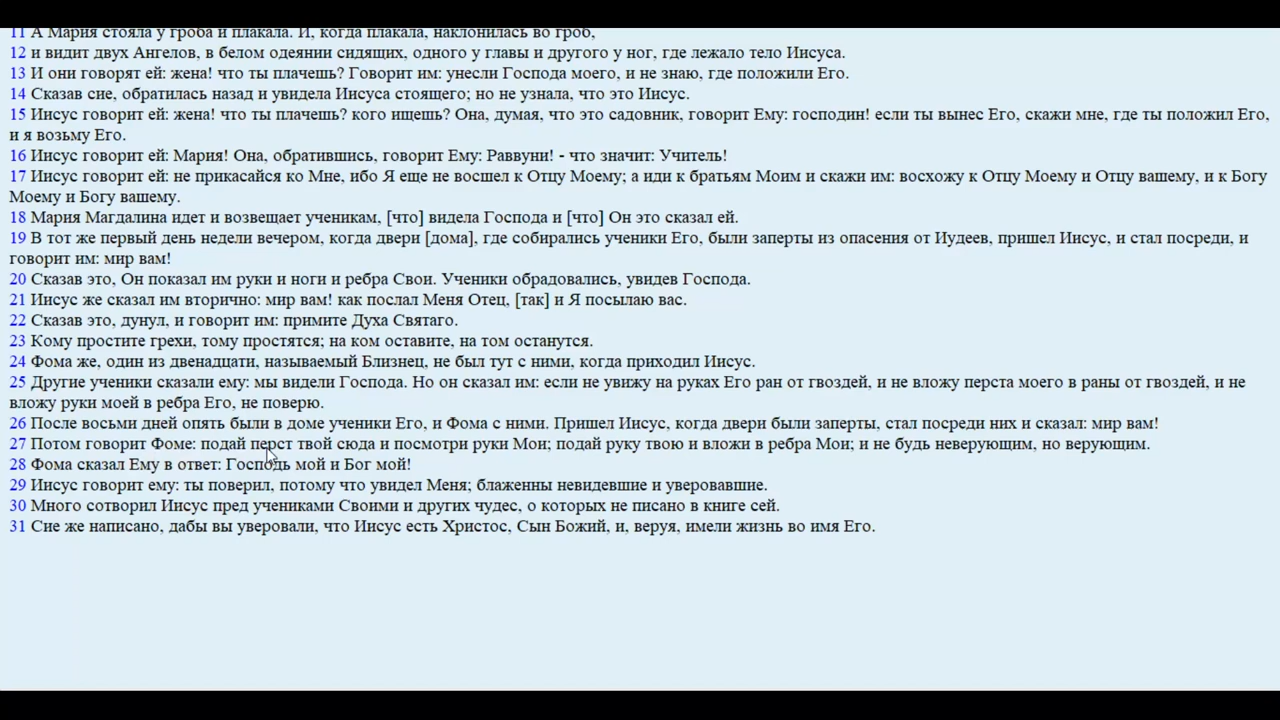 11 А Мария стояла у гроба и плакала. И, когда плакала, наклонилась во гроб,
12 и видит двух Ангелов, в белом одеянии сидящих, одного у главы и другого у ног, где лежало тело Иисуса.
13 И они говорят ей: жена! что ты плачешь? Говорит им: унесли Господа моего, и не знаю, где положили Его.
14 Сказав сие, обратилась назад и увидела Иисуса стоящего; но не узнала, что это Иисус.
15 Иисус говорит ей: жена! что ты плачешь? кого ищешь? Она, думая, что это садовник, говорит Ему: господин! если ты вынес Его, скажи мне, где ты положил Его,
и я возьму Его.
16 Иисус говорит ей: Мария! Она, обратившись, говорит Ему: Раввуни! - что значит: Учитель!
17 Иисус говорит ей: не прикасайся ко Мне, ибо Я еще не восшел к Отцу Моему; а иди к братьям Моим и скажи им: восхожу к Отцу Моему и Отцу вашему, и к Богу
Моему и Богу вашему.
18 Мария Магдалина идет и возвещает ученикам, [что] видела Господа и [что] Он это сказал ей.
19 В тот же первый день недели вечером, когда двери [дома], где собирались ученики Его, были заперты из опасения от Иудеев, пришел Иисус, и стал посреди, и
говорит им: мир вам!
20 Сказав это, Он показал им руки и ноги и ребра Свои. Ученики обрадовались, увидев Господа.
21 Иисус же сказал им вторично: мир вам! как послал Меня Отец, [так] и Я посылаю вас.
22 Сказав это, дунул, и говорит им: примите Духа Святаго.
23 Кому простите грехи, тому простятся; на ком оставите, на том останутся.
24 Фома же, один из двенадцати, называемый Близнец, не был тут с ними, когда приходил Иисус.
25 Другие ученики сказали ему: мы видели Господа. Но он сказал им: если не увижу на руках Его ран от гвоздей, и не вложу перста моего в раны от гвоздей, и не
вложу руки моей в ребра Его, не поверю.
26 После восьми дней опять были в доме ученики Его, и Фома с ними. Пришел Иисус, когда двери были заперты, стал посреди них и сказал: мир вам!
27 Потом говорит Фоме: подай перст твой сюда и посмотри руки Мои; подай руку твою и вложи в ребра Мои; и не будь неверующим, но верующим.
28 Фома сказал Ему в ответ: Господь мой и Бог мой!
29 Иисус говорит ему: ты поверил, потому что увидел Меня; блаженны невидевшие и уверовавшие.
30 Много сотворил Иисус пред учениками Своими и других чудес, о которых не писано в книге сей.
31 Сие же написано, дабы вы уверовали, что Иисус есть Христос, Сын Божий, и, веруя, имели жизнь во имя Его.